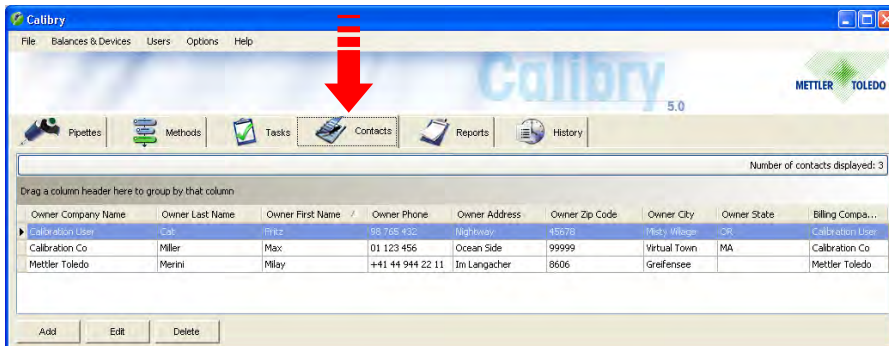 Calibry
File Balances & Devices Users Options Help
Calibry
5.0
METTLER TOLEDO
Pipettes Methods Tasks Contacts Reports History
Number of contacts displayed: 3
Drag a column header here to group by that column
Owner Company Name Owner Last Name Owner First Name Owner Phone Owner Address Owner Zip Code Owner City Owner State Billing Compa...
Calibration User Cat Fritz 98 765 432 Nightway 45678 Misty Village OR Calibration User
Calibration Co Miller Max 01 123 456 Ocean Side 99999 Virtual Town MA Calibration Co
Mettler Toledo Merini Milay +41 44 944 22 11 Im Langacher 8606 Greifensee Mettler Toledo
Add Edit Delete